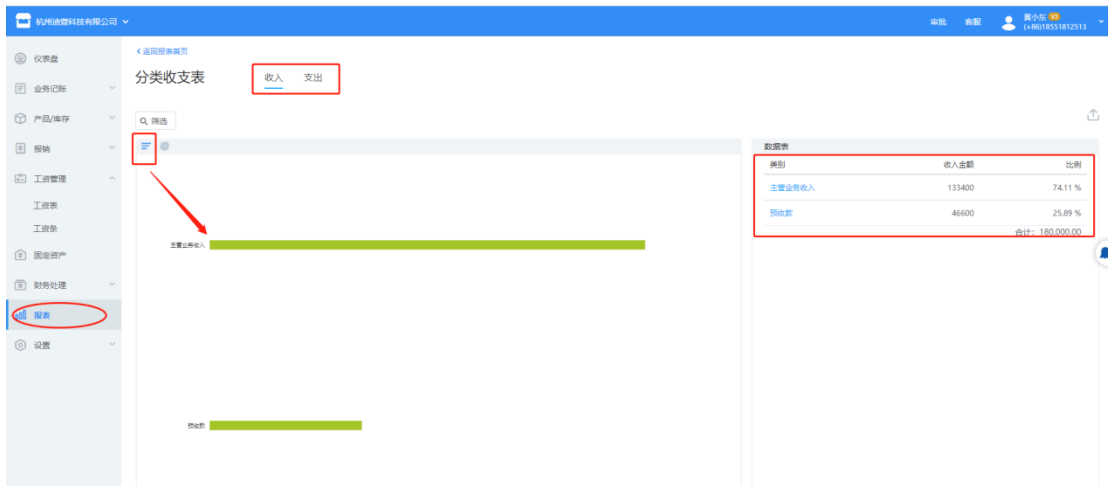 杭州迪营科技有限公司
审批 客服 黄小东 V3
(+86)18551812513
仪表盘
业务记账
产品/库存
报销
工资管理
工资表
工资条
固定资产
财务处理
报表
设置
返回报表首页
分类收支表 收入 支出
筛选
主营业务收入
预收款
数据表
类别 收入金额 比例
主营业务收入 133400 74.11 %
预收款 46600 25.89 %
合计: 180,000.00